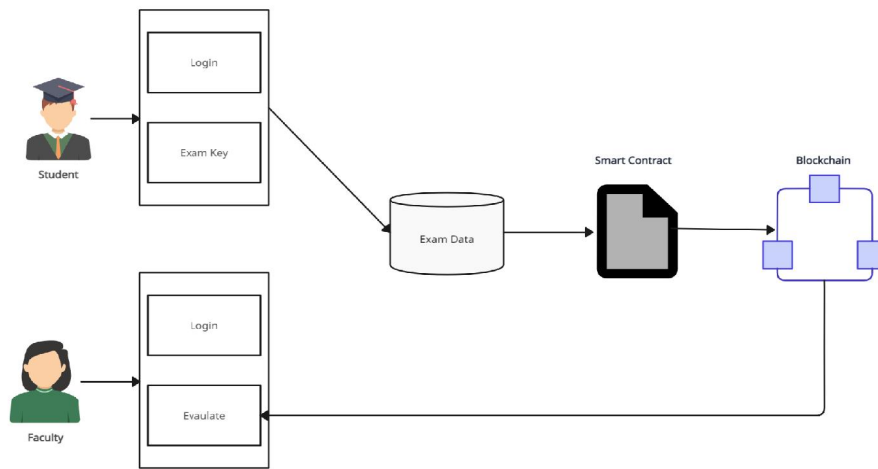 Login
Exam Key
Student
Smart Contract
Blockchain
Exam Data
Login
Evaulate
Faculty